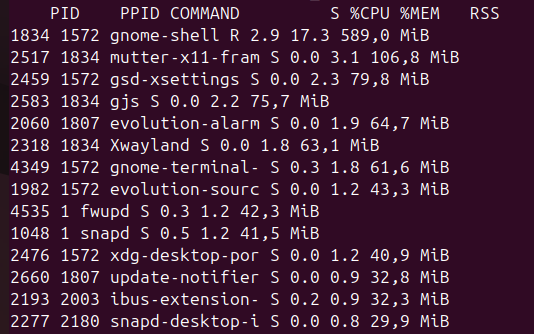 PID PPID COMMAND S %CPU %MEM RSS
1834 1572 gnome-shell R 2.9 17.3 589,0 MiB
2517 1834 mutter-x11-fram S 0.0 3.1 106,8 MiB
2459 1572 gsd-xsettings S 0.0 2.3 79,8 MiB
2583 1834 gjs S 0.0 2.2 75,7 MiB
2060 1807 evolution-alarm S 0.0 1.9 64,7 MiB
2318 1834 Xwayland S 0.0 1.8 63,1 MiB
4349 1572 gnome-terminal- S 0.3 1.8 61,6 MiB
1982 1572 evolution-sourc S 0.0 1.2 43,3 MiB
4535 1 fwupd S 0.3 1.2 42,3 MiB
1048 1 snapd S 0.5 1.2 41,5 MiB
2476 1572 xdg-desktop-por S 0.0 1.2 40,9 MiB
2660 1807 update-notifier S 0.0 0.9 32,8 MiB
2193 2003 ibus-extension- S 0.2 0.9 32,3 MiB
2277 2180 snapd-desktop-i S 0.0 0.8 29,9 MiB